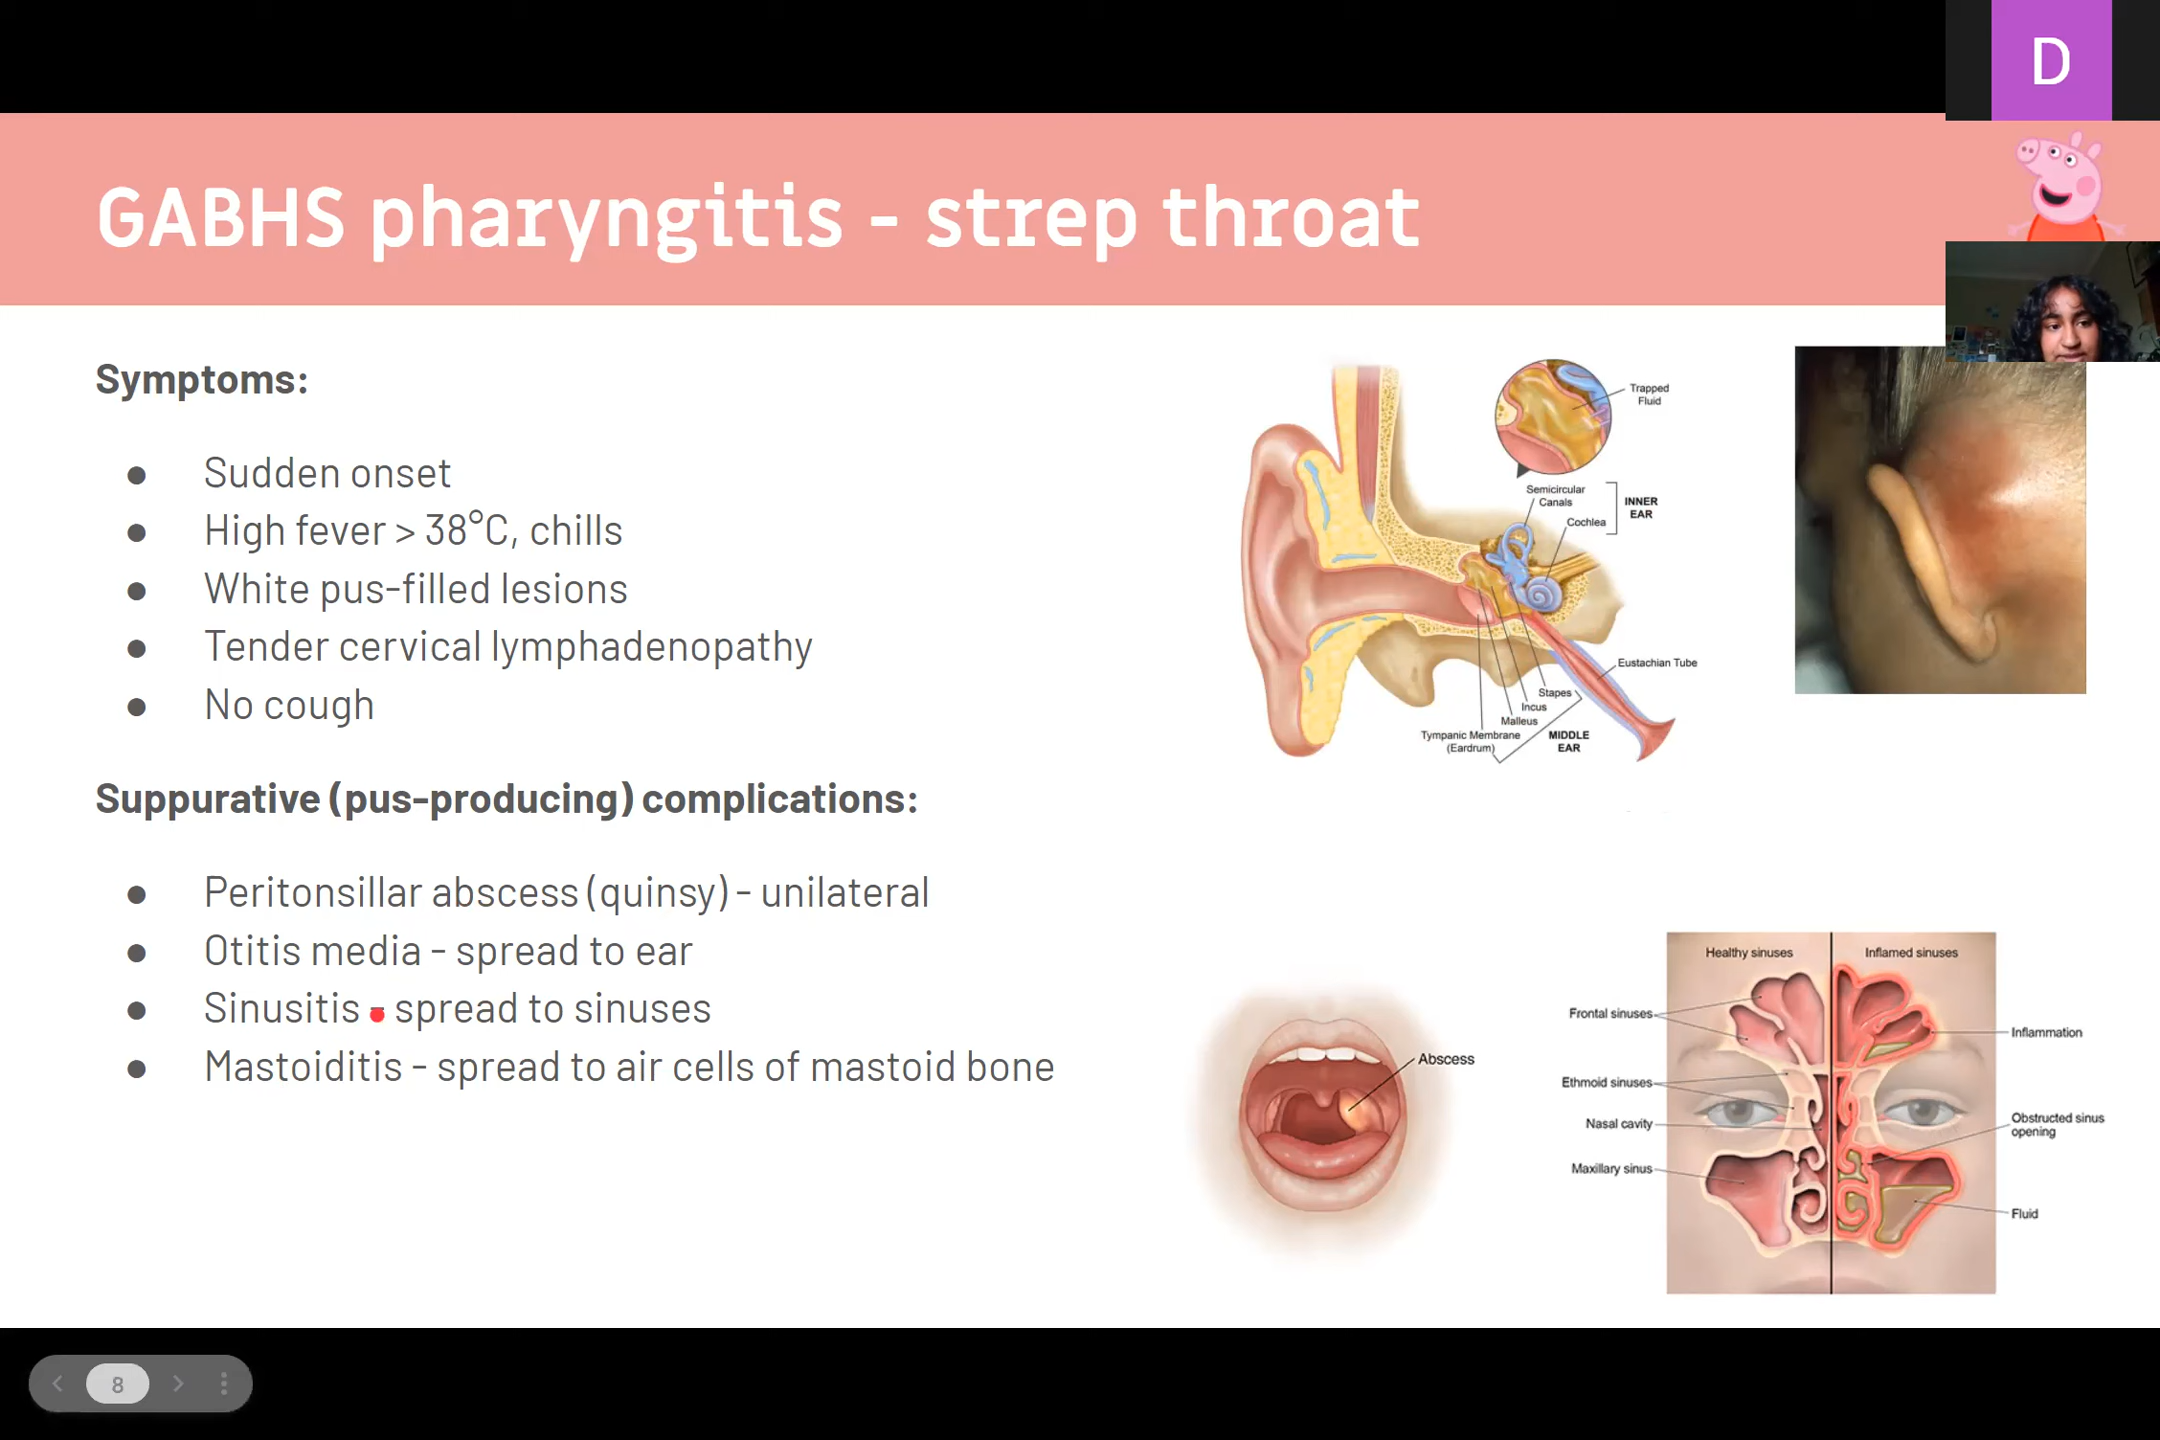 D
GABHS pharyngitis - strep throat
Symptoms:
● Sudden onset
● High fever > 38°C, chills
● White pus-filled lesions
● Tender cervical lymphadenopathy
● No cough
Suppurative (pus-producing) complications:
● Peritonsillar abscess (quinsy) - unilateral
● Otitis media - spread to ear
● Sinusitis - spread to sinuses
● Mastoiditis - spread to air cells of mastoid bone
Trapped
Fluid
Semicircular
Canals
INNER
EAR
Cochlea
Eustachian Tube
Stapes
Incus
Malleus
Tympanic Membrane
(Eardrum)
MIDDLE
EAR
Abscess
Healthy sinuses
Inflamed sinuses
Frontal sinuses
Ethmoid sinuses
Nasal cavity
Maxillary sinus
Inflammation
Obstructed sinus
opening
Fluid
8